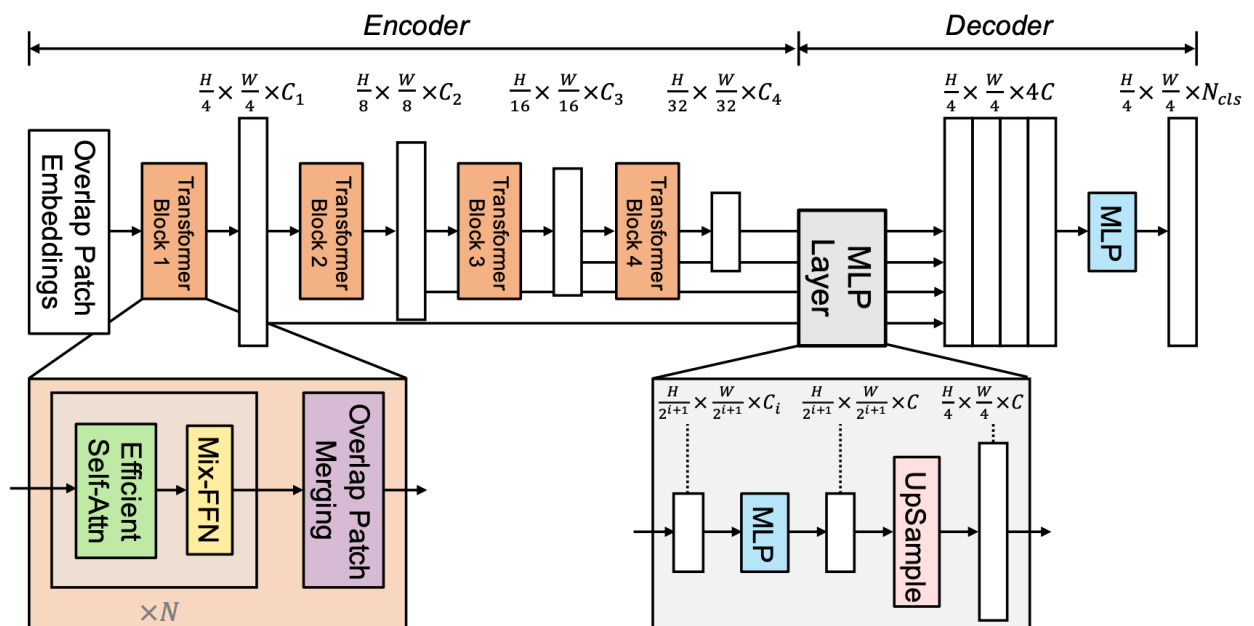 Encoder
Decoder
H/4 × W/4 × C₁
H/8 × W/8 × C₂
H/16 × W/16 × C₃
H/32 × W/32 × C₄
H/4 × W/4 × 4C
H/4 × W/4 × N_cls
Overlap Patch
Embeddings
Transformer
Block 1
Transformer
Block 2
Transformer
Block 3
Transformer
Block 4
MLP
Layer
MLP
Efficient
Self-Attn
Mix-FFN
×N
Overlap Patch
Merging
H/2^(i+1) × W/2^(i+1) × C_i
H/2^(i+1) × W/2^(i+1) × C
H/4 × W/4 × C
MLP
UpSample